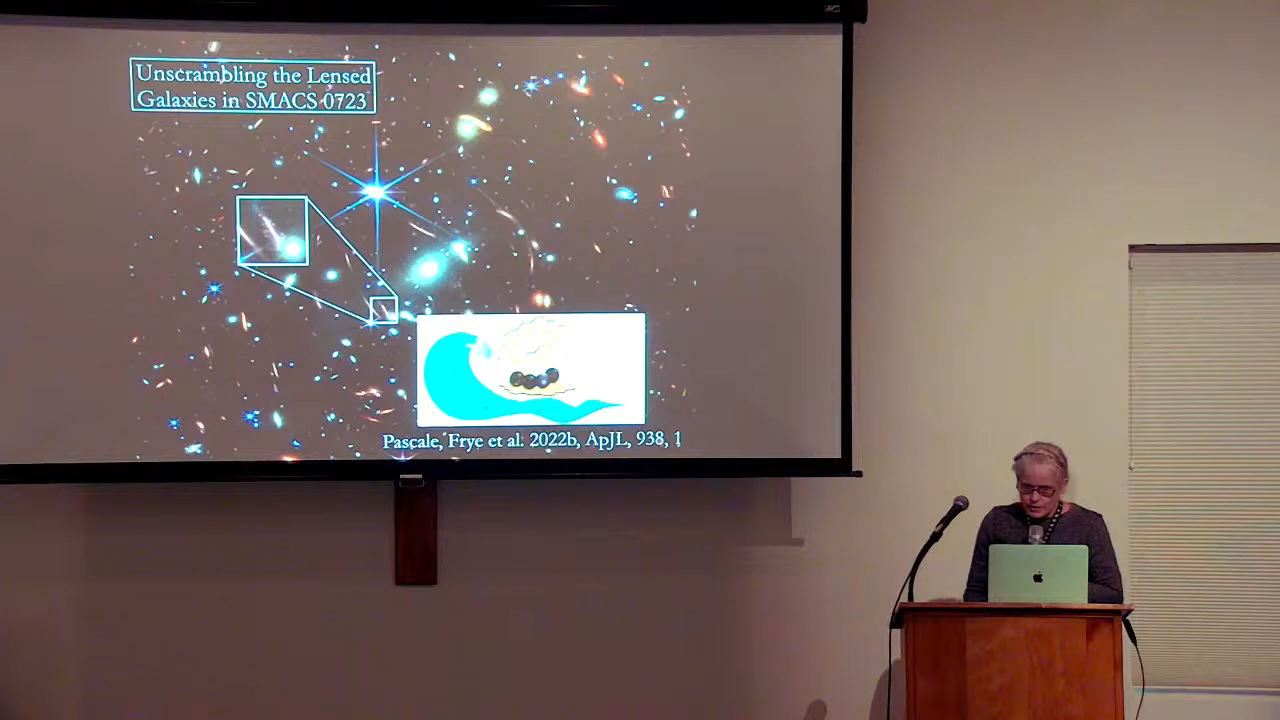 Unscrambling the Lensed
Galaxies in SMACS 0723
Pascale, Frye et al. 2022b, ApJL, 938, 1